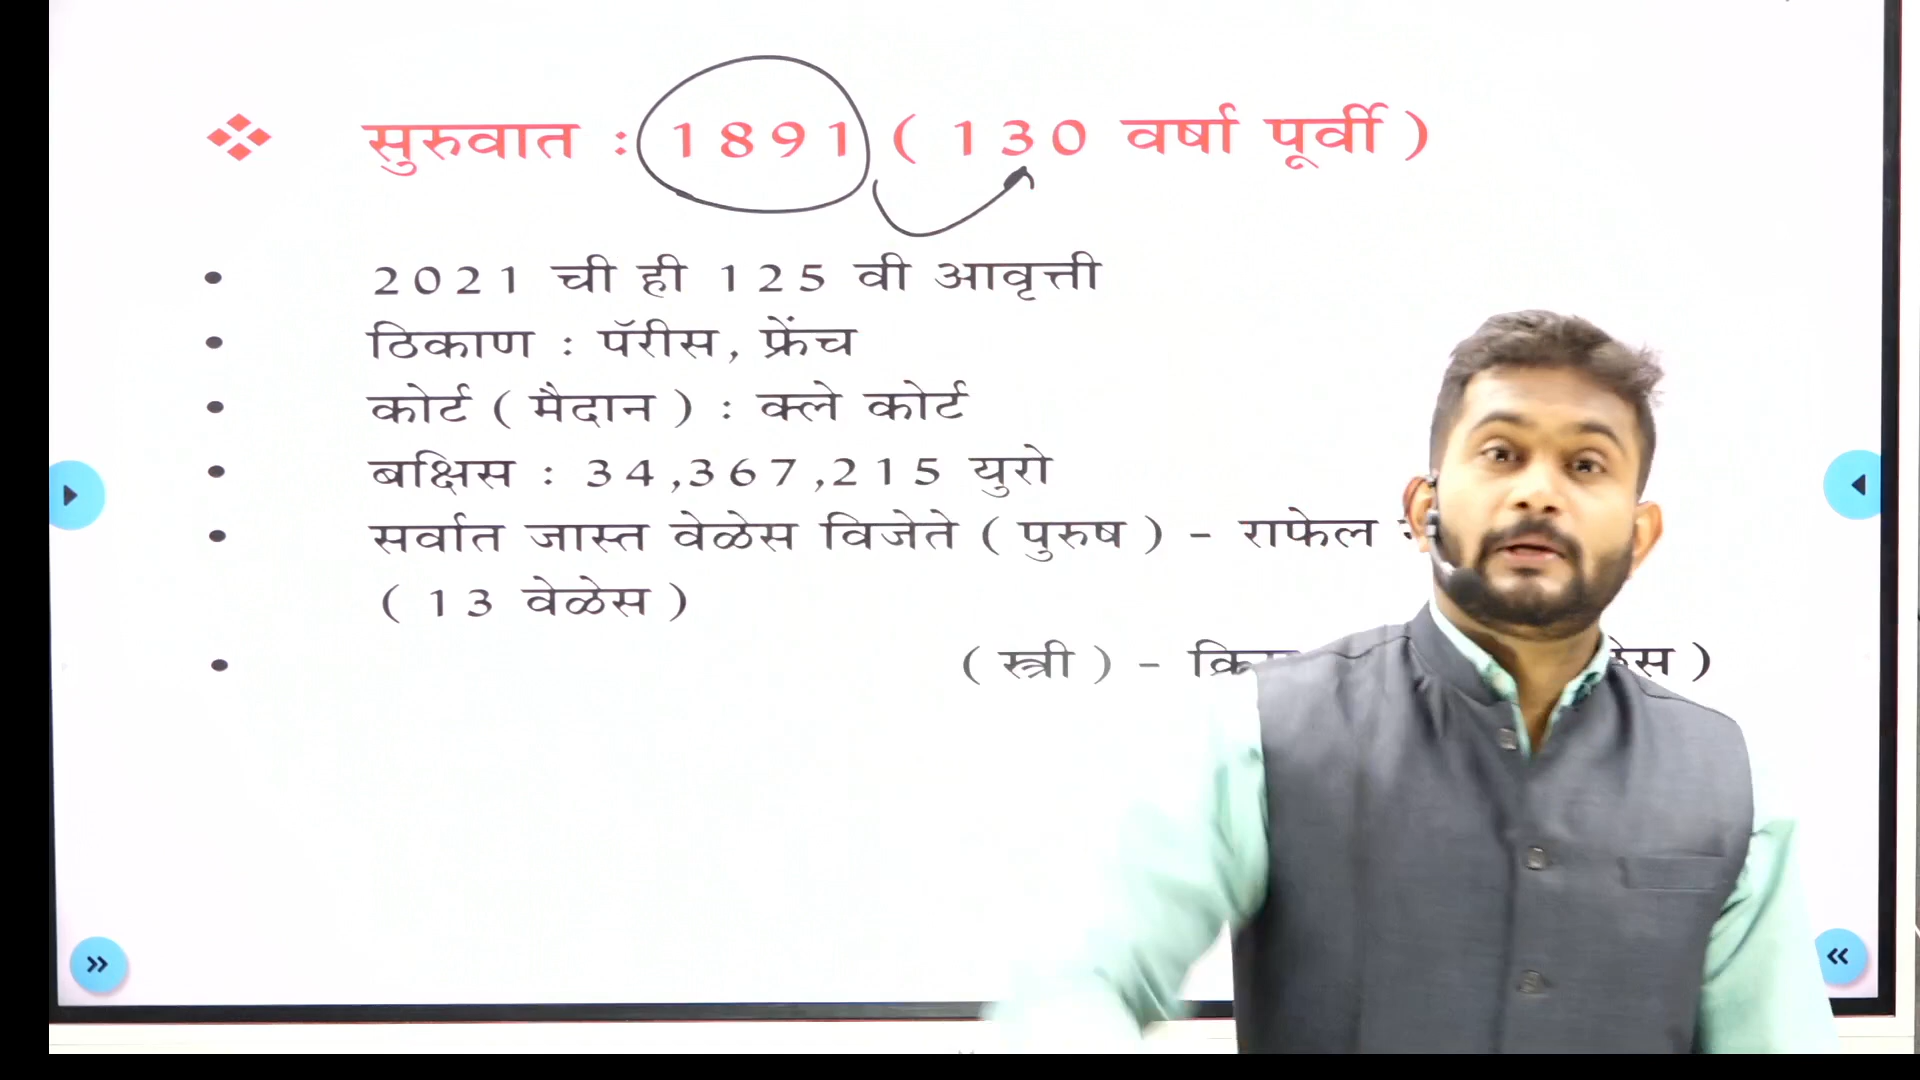 सुरुवात : 1891 ( 130 वर्षा पूर्वी )
2021 ची ही 125 वी आवृत्ती
ठिकाण : पॅरीस, फ्रेंच
कोर्ट ( मैदान ) : क्ले कोर्ट
बक्षिस : 34,367,215 युरो
सर्वात जास्त वेळेस विजेते ( पुरुष ) - राफेल
( 13 वेळेस )
( स्त्री ) -